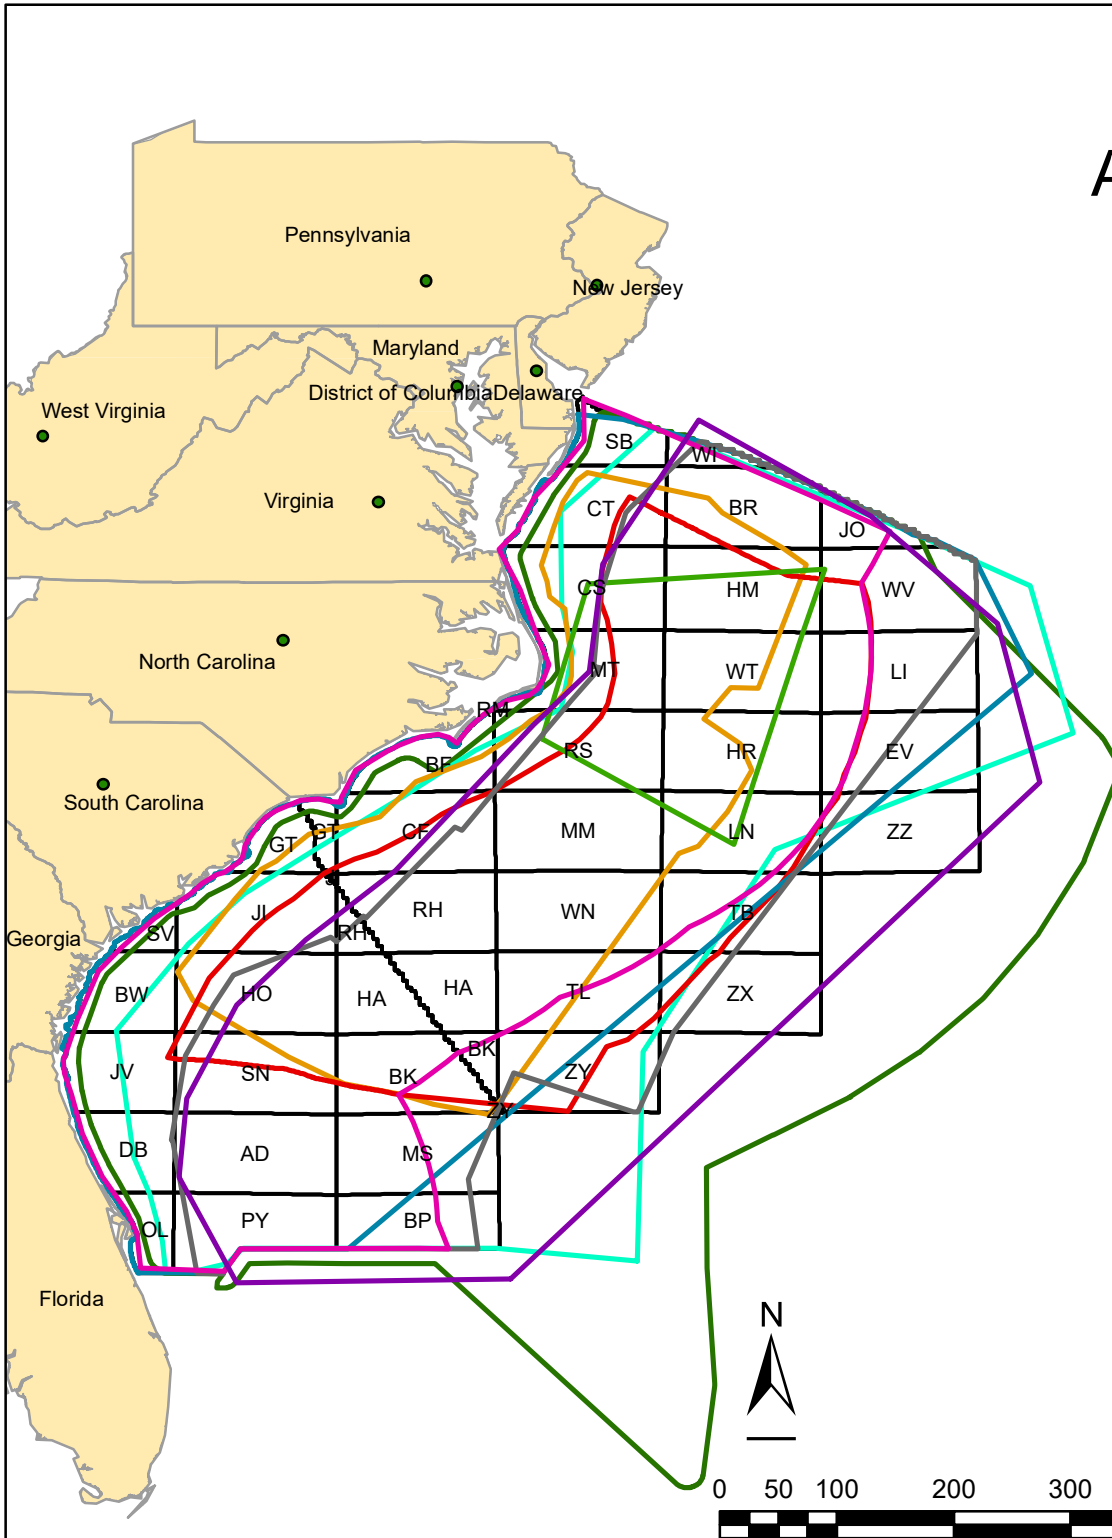 A
Pennsylvania
New Jersey
Maryland
District of Columbia
Delaware
West Virginia
SB
WI
Virginia
CT
BR
JO
CS
HM
WV
North Carolina
MT
WT
LI
RM
BF
RS
HR
EV
South Carolina
GT
GT
CF
MM
LN
ZZ
JI
RH
WN
TB
Georgia
SV
RH
BW
HO
HA
HA
TL
ZX
JV
SN
BK
BK
ZY
ZY
DB
AD
MS
OL
PY
BP
Florida
N
0 50 100 200 300